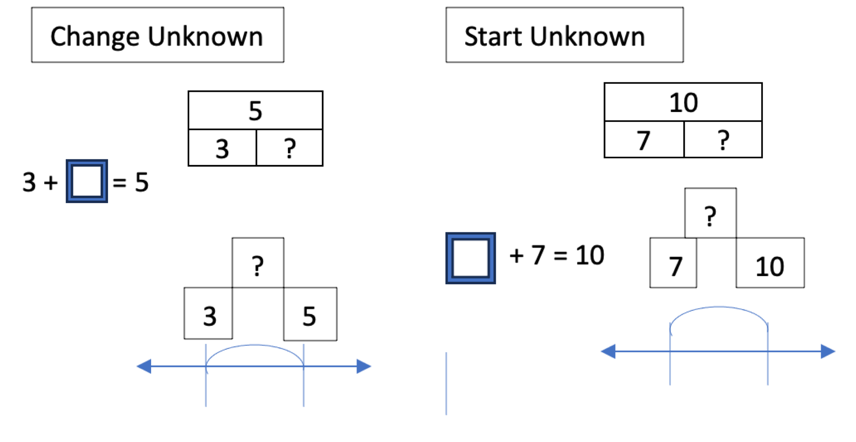 Change Unknown
5
3 ?
3 + = 5
?
3 5
Start Unknown
10
7 ?
?
+ 7 = 10
7 10